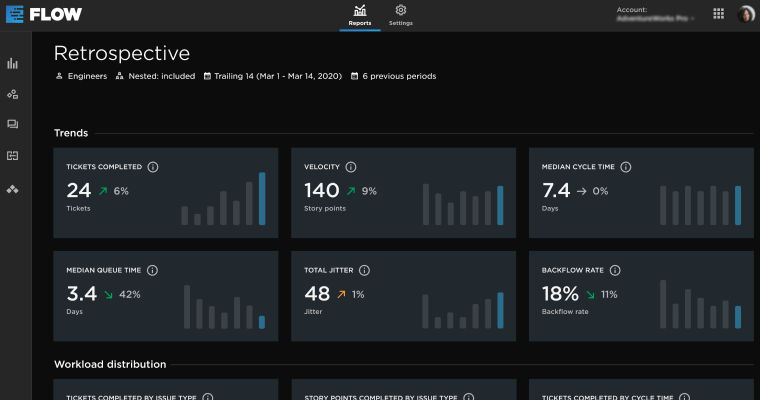 FLOW
Reports
Settings
Account:
Retrospective
Engineers Nested: included Trailing 14 (Mar 1 - Mar 14, 2020) 6 previous periods
Trends
TICKETS COMPLETED
24 6%
Tickets
VELOCITY
140 9%
Story points
MEDIAN CYCLE TIME
7.4 0%
Days
MEDIAN QUEUE TIME
3.4 42%
Days
TOTAL JITTER
48 1%
Jitter
BACKFLOW RATE
18% 11%
Backflow rate
Workload distribution
TICKETS COMPLETED BY ISSUE TYPE
STORY POINTS COMPLETED BY ISSUE TYPE
TICKETS COMPLETED BY CYCLE TIME